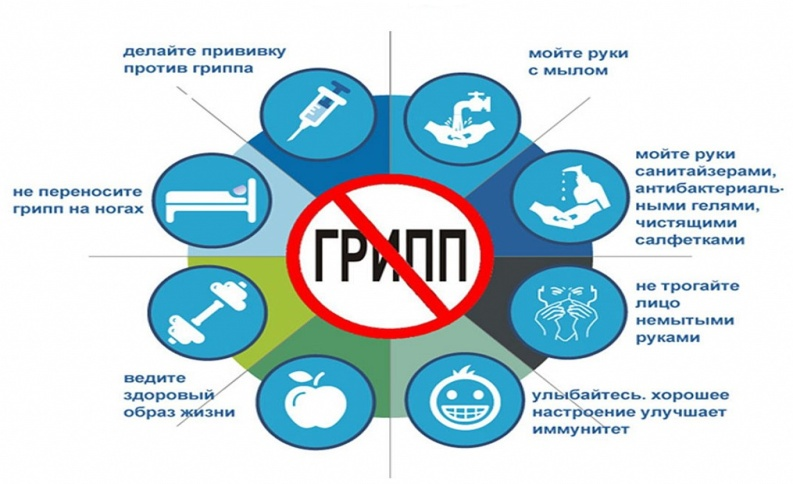 делайте прививку
против гриппа
мойте руки
с мылом
не переносите
грипп на ногах
мойте руки
санитайзерами,
антибактериаль-
ными гелями,
чистящими
салфетками
ГРИПП
не трогайте
лицо
немытыми
руками
ведите
здоровый
образ жизни
улыбайтесь. хорошее
настроение улучшает
иммунитет